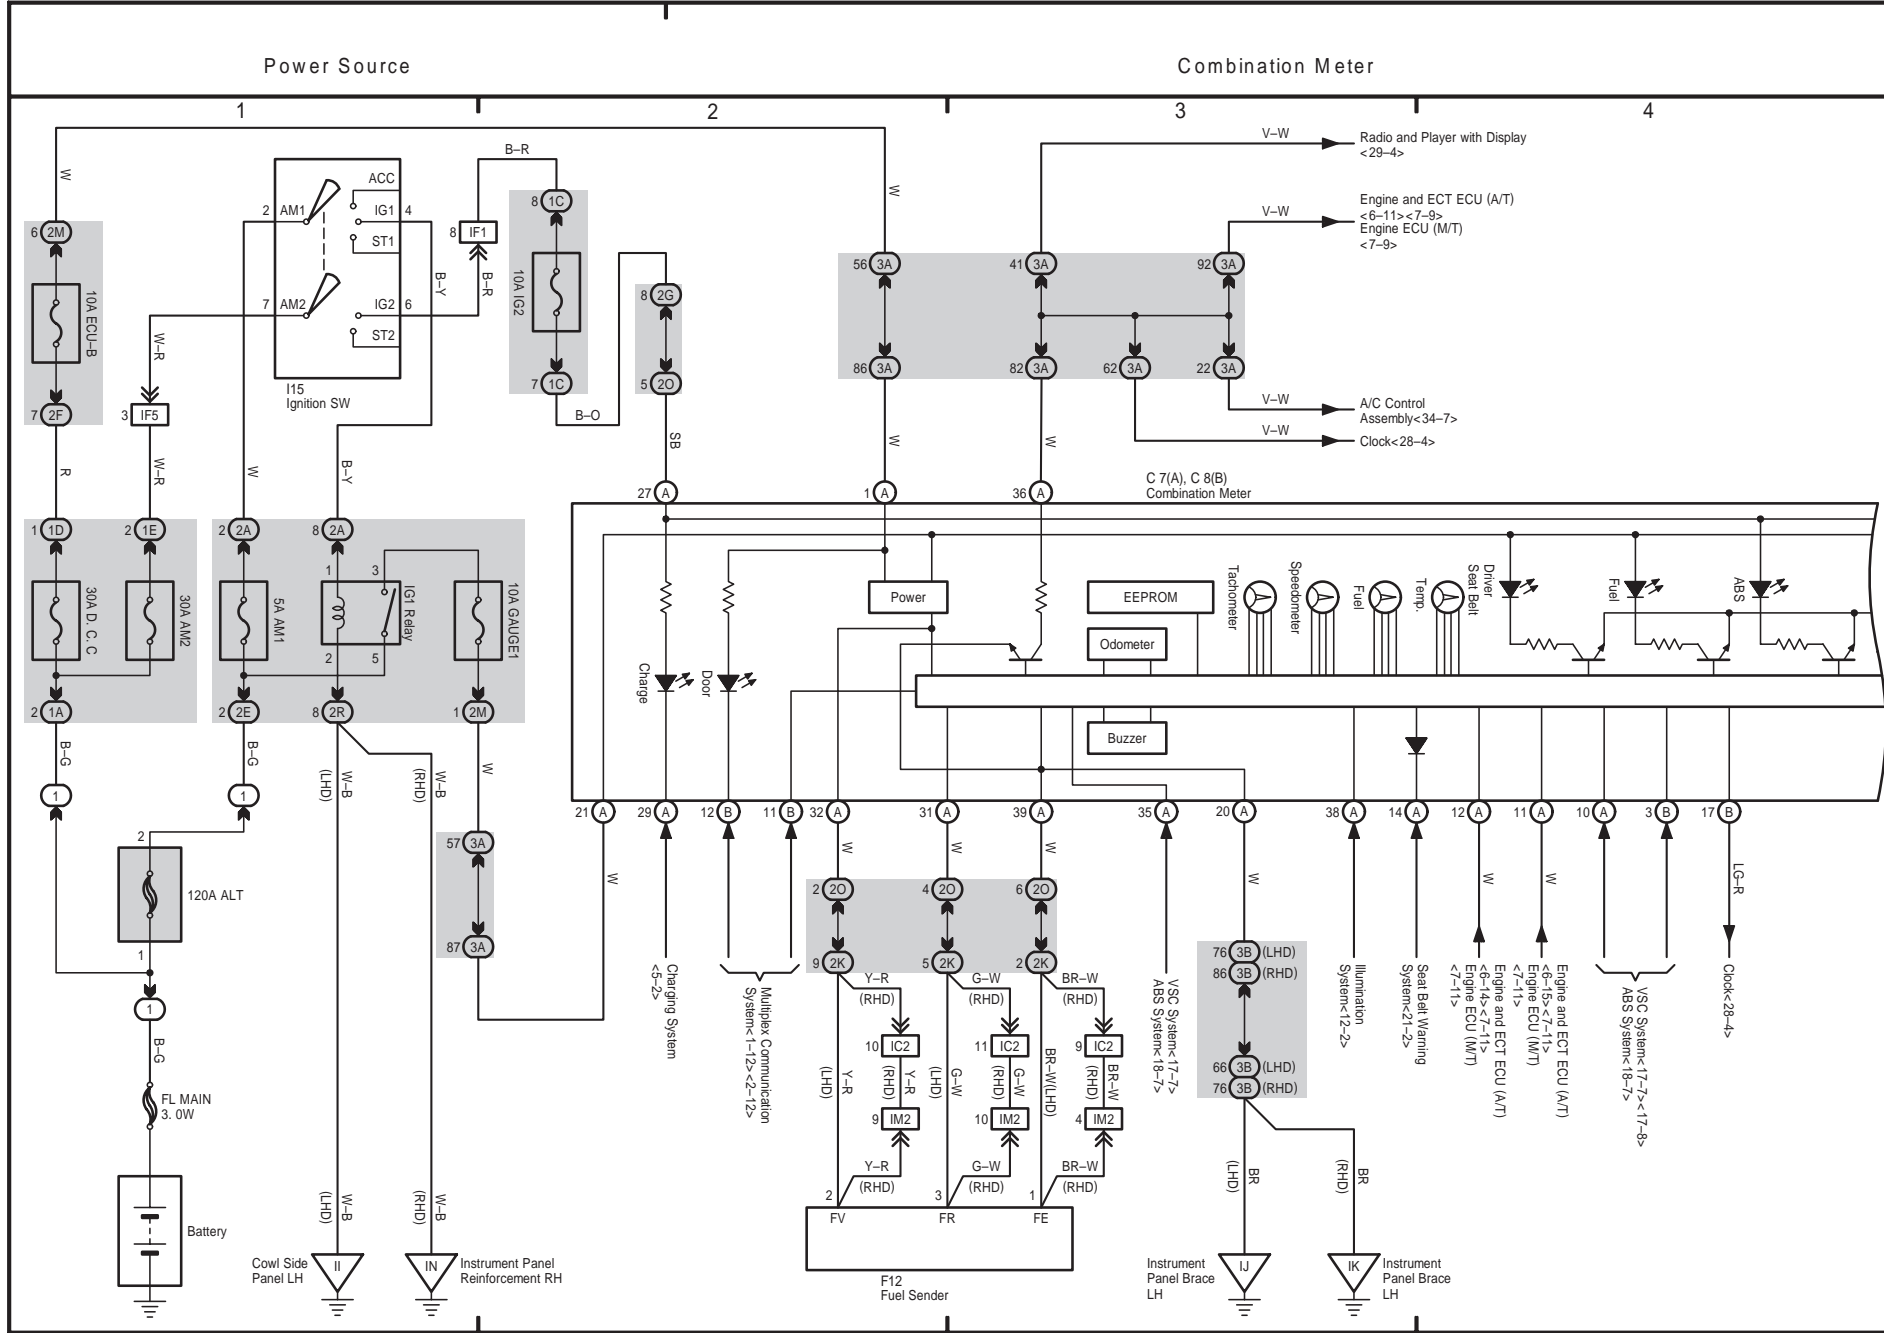 Power Source
Combination Meter
1
2
3
4
W
6 2M
10A ECU–B
7 2F
R
1 1D
30A D. C. C
2 1A
B–G
1
2 AM1
7 AM2
ACC
IG1 4
ST1
IG2 6
ST2
I15
Ignition SW
W–R
3 IF5
W–R
2 1E
30A AM2
W
2 2A
5A AM1
2 2E
B–G
1
B–Y
B–Y
8 2A
1
3
2
5
IG1 Relay
8 2R
10A GAUGE1
1 2M
W
B–R
8 IF1
B–R
8 1C
10A IG2
7 1C
B–O
8 2G
5 2O
SB
2
120A ALT
1
1
B–G
FL MAIN
3. 0W
Battery
W–B
(LHD)
W–B
(RHD)
W–B
(LHD)
W–B
(RHD)
Cowl Side
Panel LH
II
IN
Instrument Panel
Reinforcement RH
57 3A
87 3A
W
W
56 3A
86 3A
W
41 3A
82 3A
W
62 3A
92 3A
22 3A
V–W
Radio and Player with Display
<29–4>
V–W
Engine and ECT ECU (A/T)
<6–11><7–9>
Engine ECU (M/T)
<7–9>
V–W
A/C Control
Assembly<34–7>
V–W
Clock<28–4>
C 7(A), C 8(B)
Combination Meter
27 A
1 A
36 A
Charge
Door
Power
EEPROM
Odometer
Buzzer
Tachometer
Speedometer
Fuel
Temp.
Driver
Seat Belt
Fuel
ABS
21 A
29 A
12 B
11 B
32 A
31 A
39 A
35 A
20 A
38 A
14 A
12 A
11 A
10 A
3 B
17 B
Charging System
<5–2>
Multiplex Communication
System<1–12><2–12>
W
W
W
2 2O
4 2O
6 2O
9 2K
5 2K
2 2K
Y–R
(RHD)
G–W
(RHD)
BR–W
(RHD)
10 IC2
11 IC2
9 IC2
Y–R
(LHD)
Y–R
(RHD)
G–W
(LHD)
G–W
(RHD)
BR–W(LHD)
BR–W
(RHD)
9 IM2
10 IM2
4 IM2
Y–R
(RHD)
G–W
(RHD)
BR–W
(RHD)
2
3
1
FV
FR
FE
F12
Fuel Sender
VSC System<17–7>
ABS System<18–7>
W
76 3B (LHD)
86 3B (RHD)
66 3B (LHD)
76 3B (RHD)
BR
(LHD)
BR
(RHD)
Instrument
Panel Brace
LH
IJ
IK
Instrument
Panel Brace
LH
Illumination
System<12–2>
Seat Belt Warning
System<21–2>
W
Engine and ECT ECU (A/T)
<6–14><7–11>
Engine ECU (M/T)
<7–11>
W
Engine and ECT ECU (A/T)
<6–15><7–11>
Engine ECU (M/T)
<7–11>
VSC System<17–7><17–8>
ABS System<18–7>
LG–R
Clock<28–4>